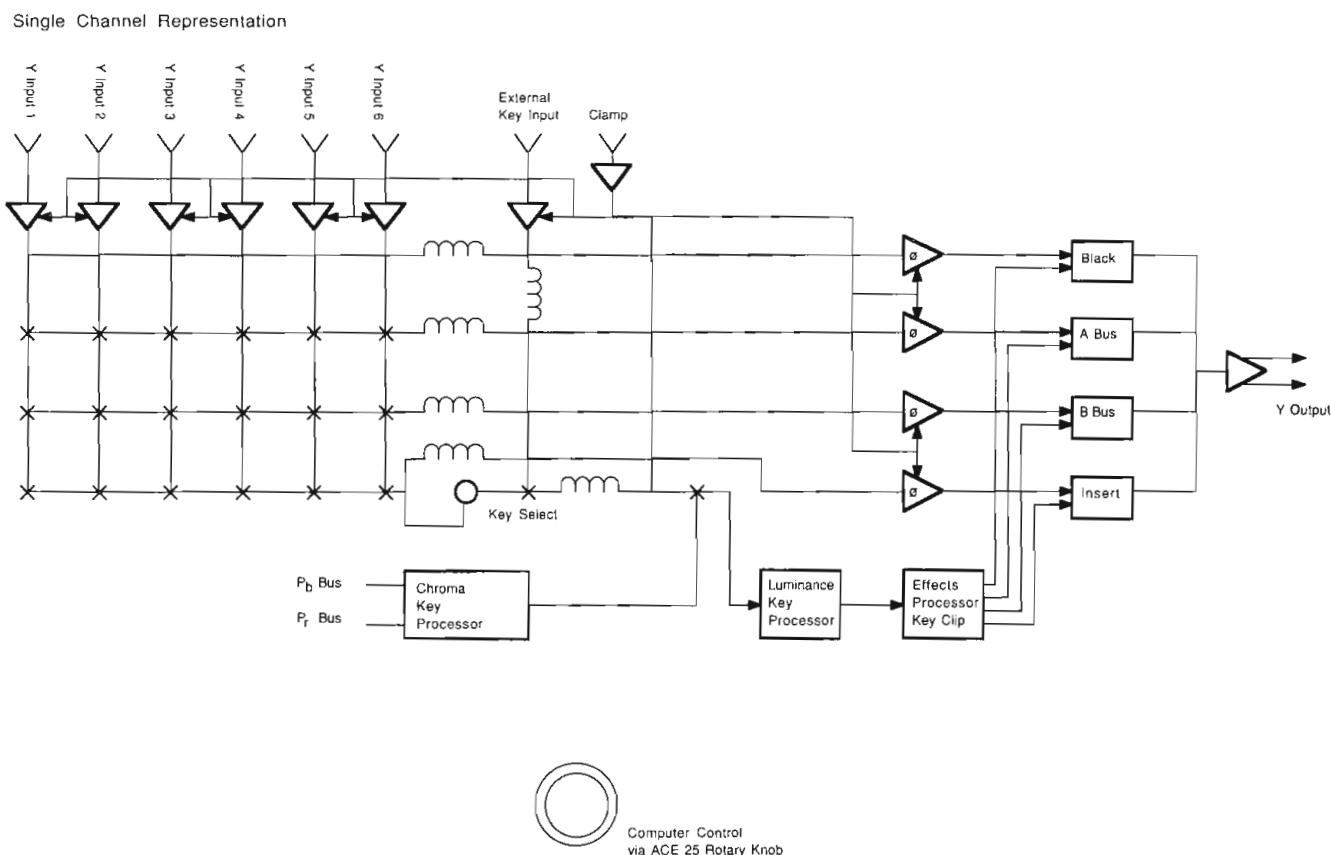 Single Channel Representation
Y Input 1
Y Input 2
Y Input 3
Y Input 4
Y Input 5
Y Input 6
External
Key Input
Clamp
ø
Black
ø
A Bus
Y Output
ø
B Bus
ø
Insert
Key Select
Pb Bus
Pr Bus
Chroma
Key
Processor
Luminance
Key
Processor
Effects
Processor
Key Clip
Computer Control
via ACE 25 Rotary Knob